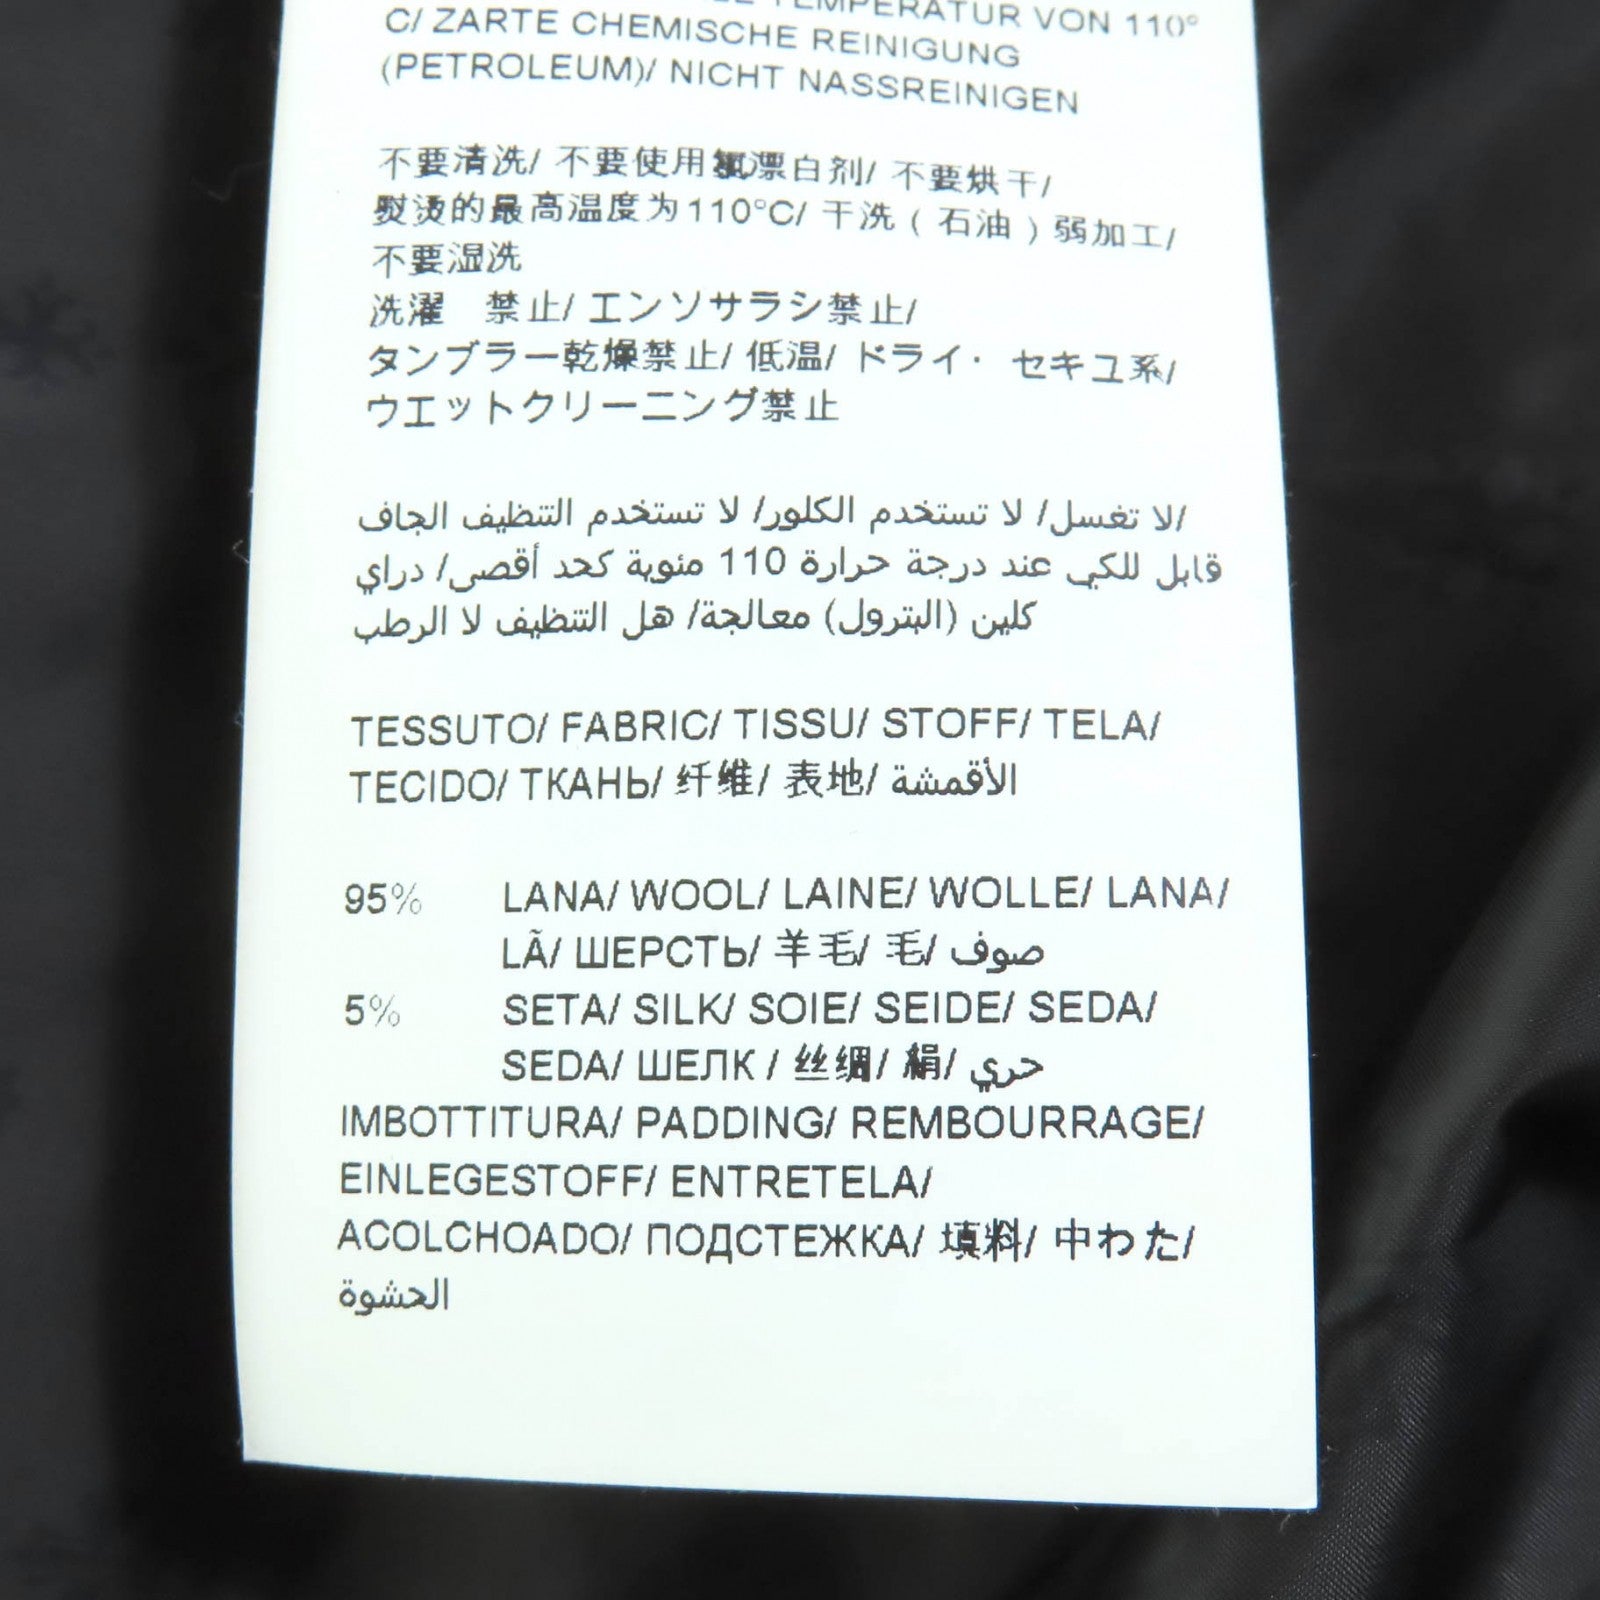 TEMPERATUR VON 110°
C/ ZARTE CHEMISCHE REINIGUNG
(PETROLEUM)/ NICHT NASSREINIGEN
不要清洗/ 不要使用氯漂白剂/ 不要烘干/
熨烫的最高温度为110°C/ 干洗（石油）弱加工/
不要湿洗
洗濯　禁止/ エンソサラシ禁止/
タンブラー乾燥禁止/ 低温/ ドライ・ セキユ系/
ウエットクリーニング禁止
لا تغسل/ لا تستخدم الكلور/ لا تستخدم التنظيف الجاف/
قابل للكي عند درجة حرارة 110 مئوية كحد أقصى/ دراي
كلين (البترول) معالجة/ هل التنظيف لا الرطب
TESSUTO/ FABRIC/ TISSU/ STOFF/ TELA/
TECIDO/ ТКАНЬ/ 纤维/ 表地/ الأقمشة
95% LANA/ WOOL/ LAINE/ WOLLE/ LANA/
LÃ/ ШЕРСТЬ/ 羊毛/ 毛/ صوف
5% SETA/ SILK/ SOIE/ SEIDE/ SEDA/
SEDA/ ШЕЛК / 丝绸/ 絹/ حري
IMBOTTITURA/ PADDING/ REMBOURRAGE/
EINLEGESTOFF/ ENTRETELA/
ACOLCHOADO/ ПОДСТЕЖКА/ 填料/ 中わた/
الحشوة